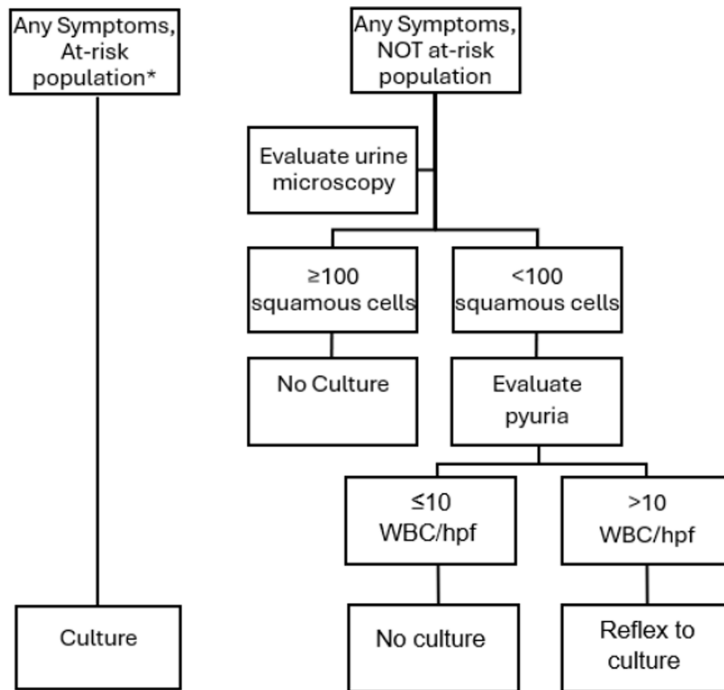 Any Symptoms,
At-risk
population*
Any Symptoms,
NOT at-risk
population
Evaluate urine
microscopy
≥100
squamous cells
<100
squamous cells
No Culture
Evaluate
pyuria
≤10
WBC/hpf
>10
WBC/hpf
Culture
No culture
Reflex to
culture